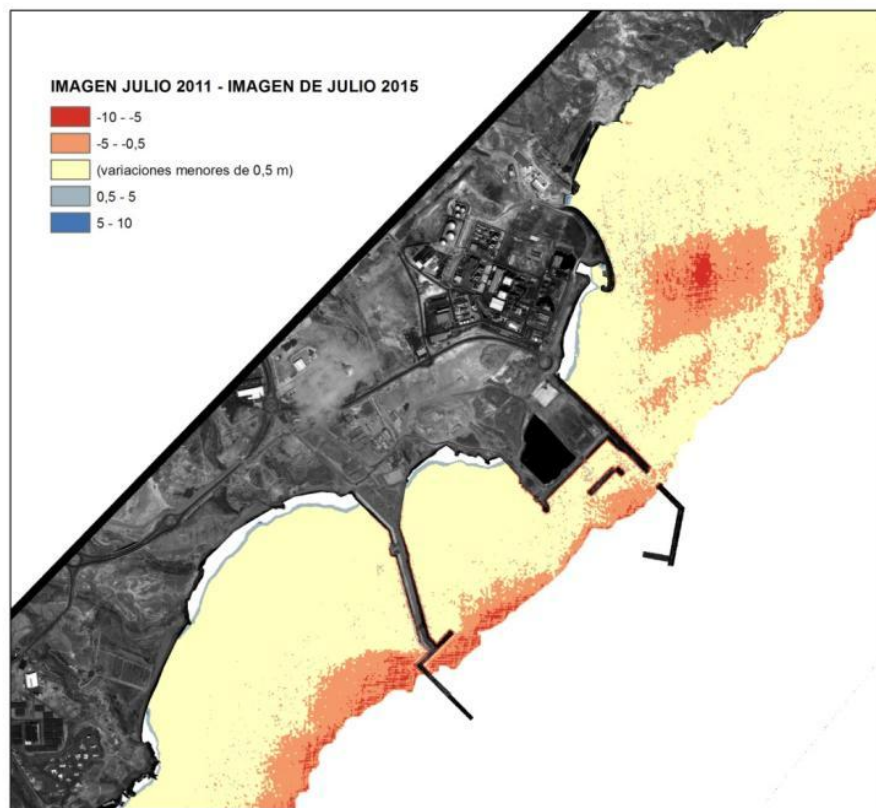 IMAGEN JULIO 2011 - IMAGEN DE JULIO 2015
-10 - -5
-5 - -0,5
(variaciones menores de 0,5 m)
0,5 - 5
5 - 10